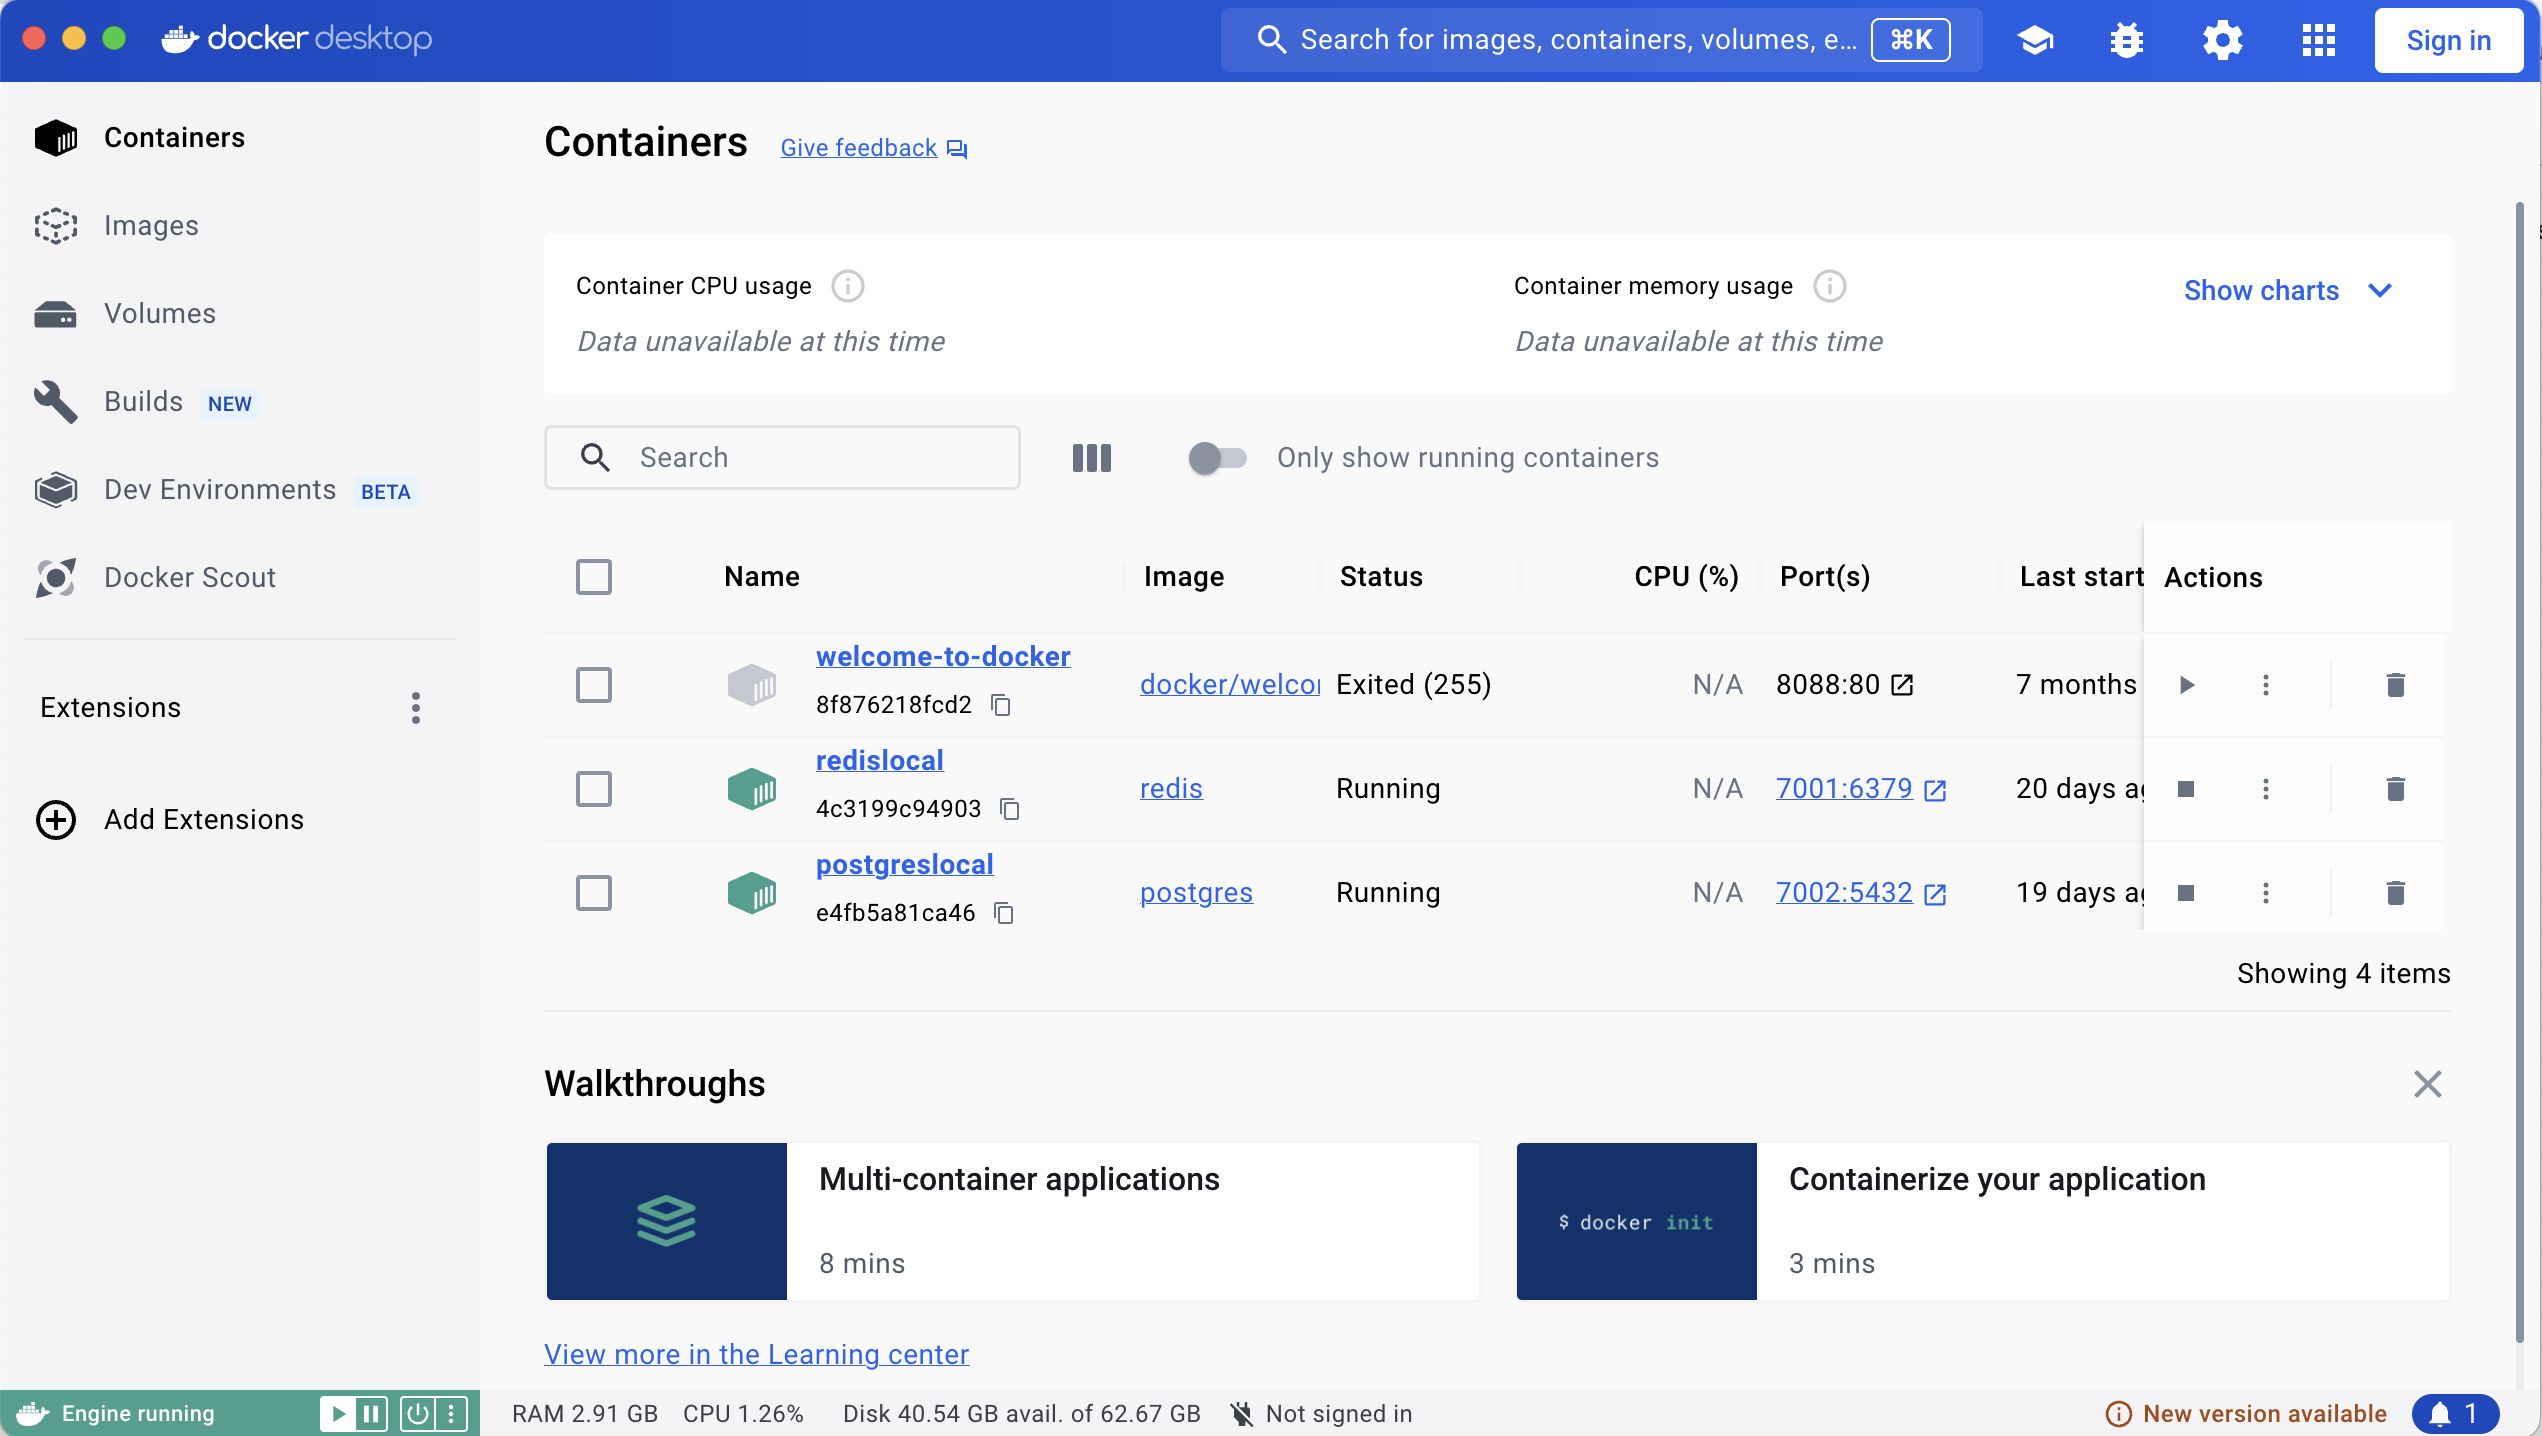 docker desktop
Search for images, containers, volumes, e... ⌘K
Sign in
Containers
Images
Volumes
Builds NEW
Dev Environments BETA
Docker Scout
Extensions
Add Extensions
Containers Give feedback
Container CPU usage
Data unavailable at this time
Container memory usage
Data unavailable at this time
Show charts
Search
Only show running containers
Name Image Status CPU (%) Port(s) Last start Actions
welcome-to-docker
8f876218fcd2
docker/welco Exited (255) N/A 8088:80 7 months
redislocal
4c3199c94903
redis Running N/A 7001:6379 20 days ag
postgreslocal
e4fb5a81ca46
postgres Running N/A 7002:5432 19 days ag
Showing 4 items
Walkthroughs
Multi-container applications
8 mins
$ docker init
Containerize your application
3 mins
View more in the Learning center
Engine running
RAM 2.91 GB CPU 1.26% Disk 40.54 GB avail. of 62.67 GB Not signed in
New version available 1